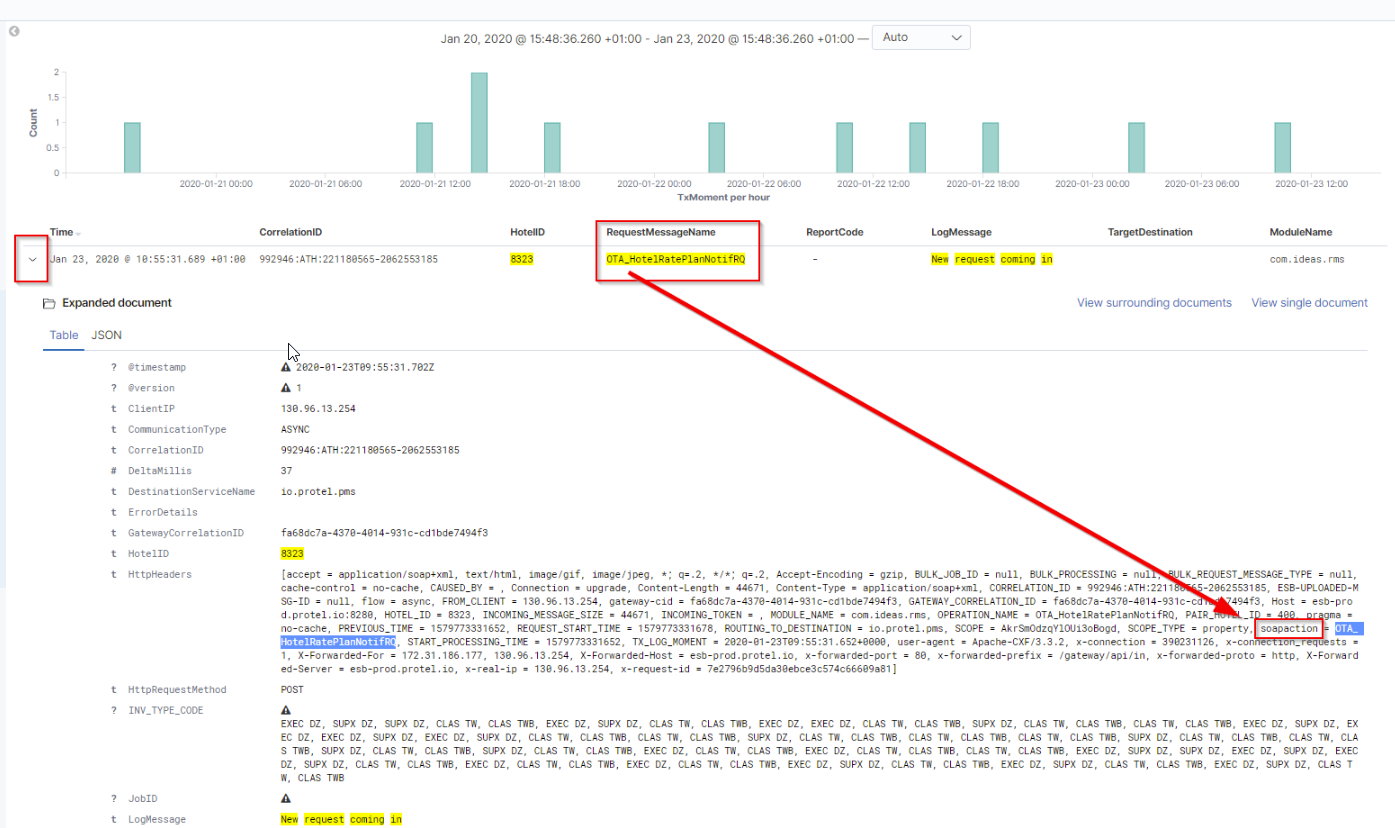 Jan 20, 2020 @ 15:48:36.260 +01:00 - Jan 23, 2020 @ 15:48:36.260 +01:00 — Auto
2
1.5
1
0.5
0
Count
2020-01-21 00:00 2020-01-21 06:00 2020-01-21 12:00 2020-01-21 18:00 2020-01-22 00:00 2020-01-22 06:00 2020-01-22 12:00 2020-01-22 18:00 2020-01-23 00:00 2020-01-23 06:00 2020-01-23 12:00
TxMoment per hour
Time CorrelationID HotelID RequestMessageName ReportCode LogMessage TargetDestination ModuleName
Jan 23, 2020 @ 10:55:31.689 +01:00 992946:ATH:221180565-2062553185 8323 OTA_HotelRatePlanNotifRQ - New request coming in com.ideas.rms
Expanded document View surrounding documents View single document
Table JSON
? @timestamp 2020-01-23T09:55:31.702Z
? @version 1
t ClientIP 130.96.13.254
t CommunicationType ASYNC
t CorrelationID 992946:ATH:221180565-2062553185
# DeltaMillis 37
t DestinationServiceName io.protel.pms
t ErrorDetails
t GatewayCorrelationID fa68dc7a-4370-4014-931c-cd1bde7494f3
t HotelID 8323
t HttpHeaders [accept = application/soap+xml, text/html, image/gif, image/jpeg, *; q=.2, */*; q=.2, Accept-Encoding = gzip, BULK_JOB_ID = null, BULK_PROCESSING = null, BULK_REQUEST_MESSAGE_TYPE = null,
cache-control = no-cache, CAUSED_BY = , Connection = upgrade, Content-Length = 44671, Content-Type = application/soap+xml, CORRELATION_ID = 992946:ATH:221180565-2062553185, ESB-UPLOADED-M
SG-ID = null, flow = async, FROM_CLIENT = 130.96.13.254, gateway-cid = fa68dc7a-4370-4014-931c-cd1bde7494f3, GATEWAY_CORRELATION_ID = fa68dc7a-4370-4014-931c-cd1bde7494f3, Host = esb-pro
d.protel.io:8280, HOTEL_ID = 8323, INCOMING_MESSAGE_SIZE = 44671, INCOMING_TOKEN = , MODULE_NAME = com.ideas.rms, OPERATION_NAME = OTA_HotelRatePlanNotifRQ, PAIR_HOTEL_ID = 400, pragma =
no-cache, PREVIOUS_TIME = 1579773331652, REQUEST_START_TIME = 1579773331678, ROUTING_TO_DESTINATION = io.protel.pms, SCOPE = AkrSmOdzqYlOUi3oBogd, SCOPE_TYPE = property, soapaction = OTA_
HotelRatePlanNotifRQ, START_PROCESSING_TIME = 1579773331652, TX_LOG_MOMENT = 2020-01-23T09:55:31.652+0000, user-agent = Apache-CXF/3.3.2, x-connection = 390231126, x-connection_requests =
1, X-Forwarded-For = 172.31.186.177, 130.96.13.254, X-Forwarded-Host = esb-prod.protel.io, x-forwarded-port = 80, x-forwarded-prefix = /gateway/api/in, x-forwarded-proto = http, X-Forward
ed-Server = esb-prod.protel.io, x-real-ip = 130.96.13.254, x-request-id = 7e2796b9d5da30ebce3c574c66609a81]
t HttpRequestMethod POST
? INV_TYPE_CODE
EXEC DZ, SUPX DZ, SUPX DZ, CLAS TW, CLAS TWB, EXEC DZ, SUPX DZ, CLAS TW, CLAS TWB, EXEC DZ, EXEC DZ, CLAS TW, CLAS TWB, SUPX DZ, CLAS TW, CLAS TWB, CLAS TW, CLAS TWB, EXEC DZ, SUPX DZ, EX
EC DZ, EXEC DZ, SUPX DZ, EXEC DZ, SUPX DZ, CLAS TW, CLAS TWB, CLAS TW, CLAS TWB, SUPX DZ, CLAS TW, CLAS TWB, CLAS TW, CLAS TWB, CLAS TW, CLAS TWB, SUPX DZ, CLAS TW, CLAS TWB, CLAS TW, CLA
S TWB, SUPX DZ, CLAS TW, CLAS TWB, SUPX DZ, CLAS TW, CLAS TWB, EXEC DZ, CLAS TW, CLAS TWB, EXEC DZ, CLAS TW, CLAS TWB, CLAS TW, CLAS TWB, EXEC DZ, SUPX DZ, SUPX DZ, EXEC DZ, SUPX DZ, EXEC
DZ, SUPX DZ, CLAS TW, CLAS TWB, EXEC DZ, CLAS TW, CLAS TWB, EXEC DZ, CLAS TW, CLAS TWB, EXEC DZ, SUPX DZ, CLAS TW, CLAS TWB, EXEC DZ, SUPX DZ, CLAS TW, CLAS TWB, EXEC DZ, SUPX DZ, CLAS T
W, CLAS TWB
? JobID
t LogMessage New request coming in